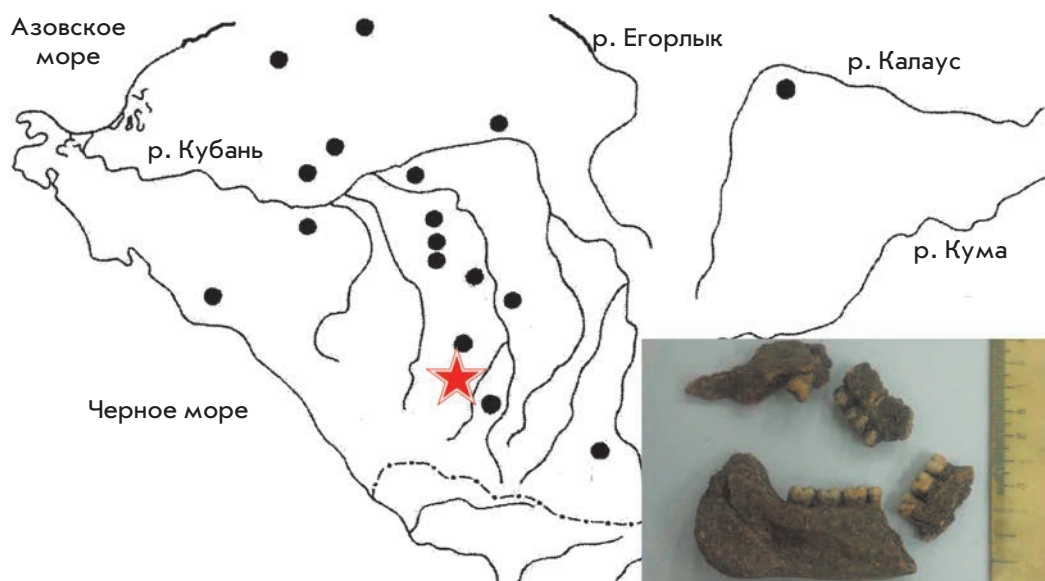 Азовское
море
р. Егорлык
р. Калаус
р. Кубань
р. Кума
Черное море